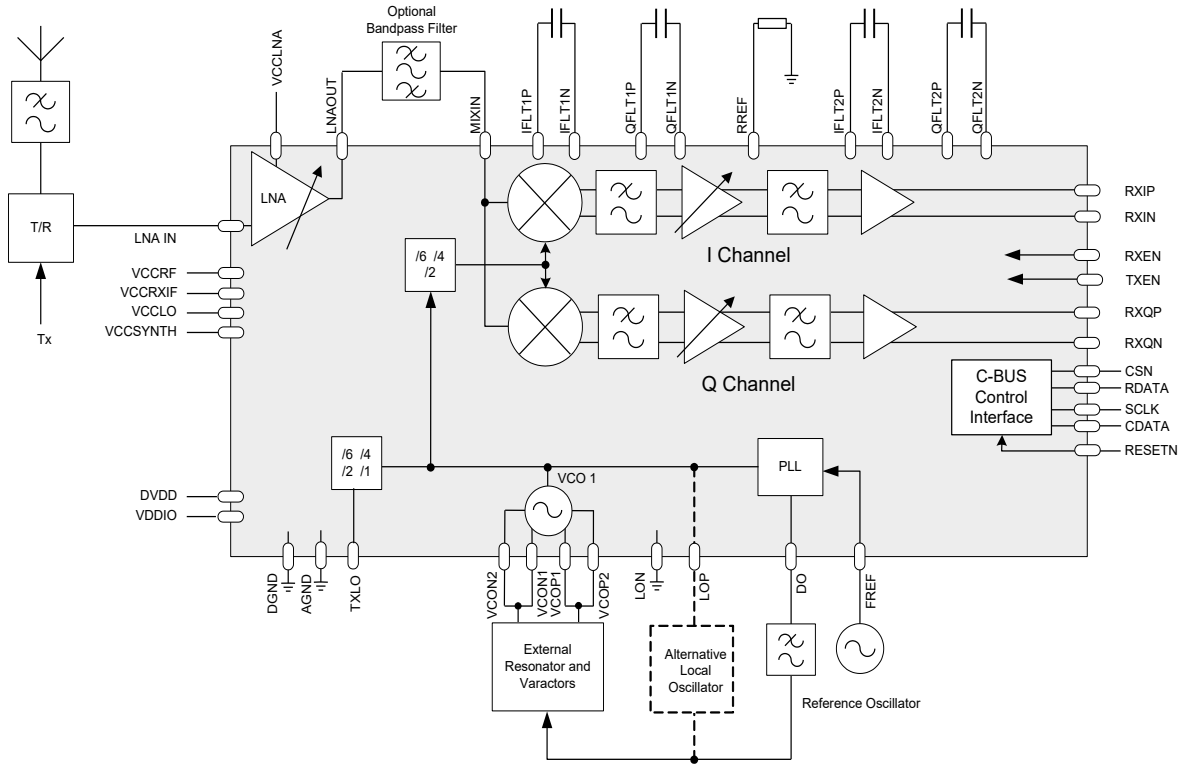 Optional
Bandpass Filter
VCCLNA
LNAOUT
MIXIN
IFLT1P
IFLT1N
QFLT1P
QFLT1N
RREF
IFLT2P
IFLT2N
QFLT2P
QFLT2N
LNA
T/R
LNA IN
Tx
VCCRF
VCCRXIF
VCCLO
VCCSYNTH
/6 /4
/2
I Channel
Q Channel
RXIP
RXIN
RXEN
TXEN
RXQP
RXQN
C-BUS
Control
Interface
CSN
RDATA
SCLK
CDATA
RESETN
/6 /4
/2 /1
VCO 1
PLL
DVDD
VDDIO
DGND
AGND
TXLO
VCON2
VCON1
VCOP1
VCOP2
LON
LOP
DO
FREF
External
Resonator and
Varactors
Alternative
Local
Oscillator
Reference Oscillator